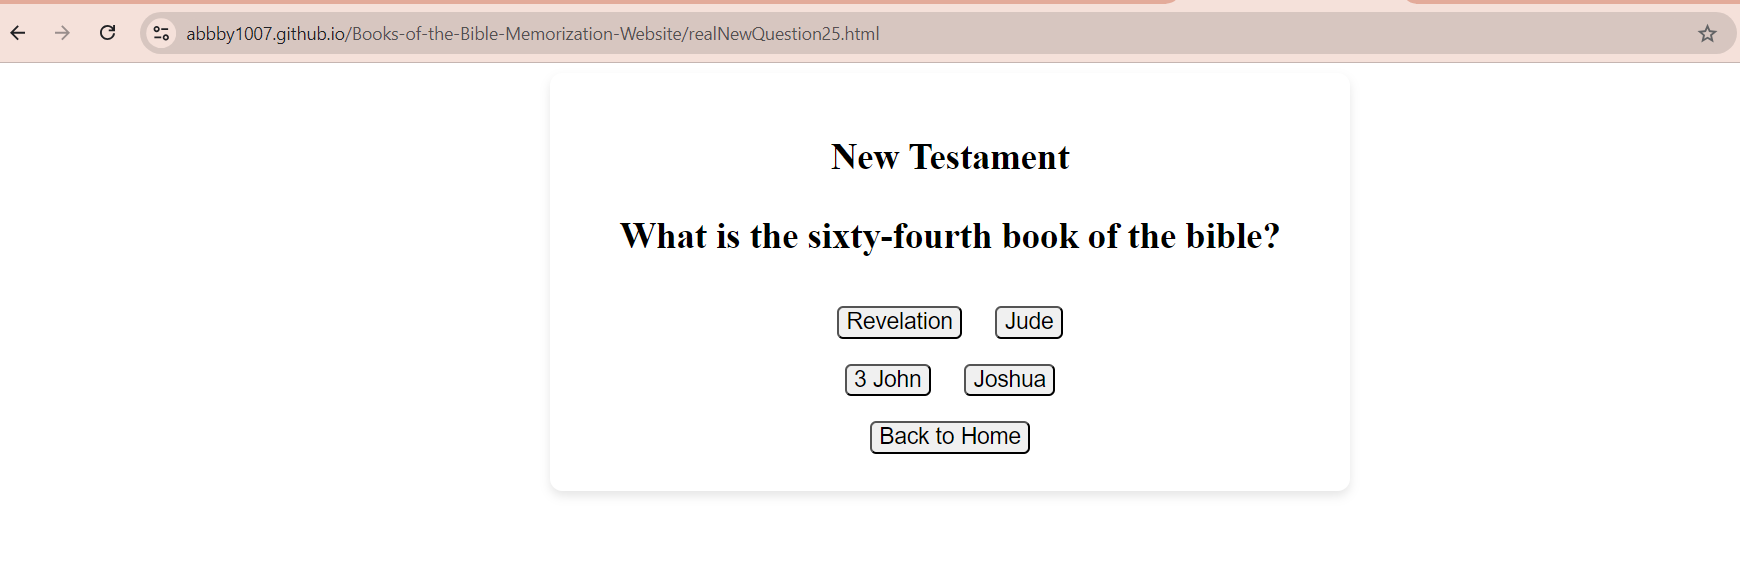 abbby1007.github.io/Books-of-the-Bible-Memorization-Website/realNewQuestion25.html
New Testament
What is the sixty-fourth book of the bible?
Revelation Jude
3 John Joshua
Back to Home